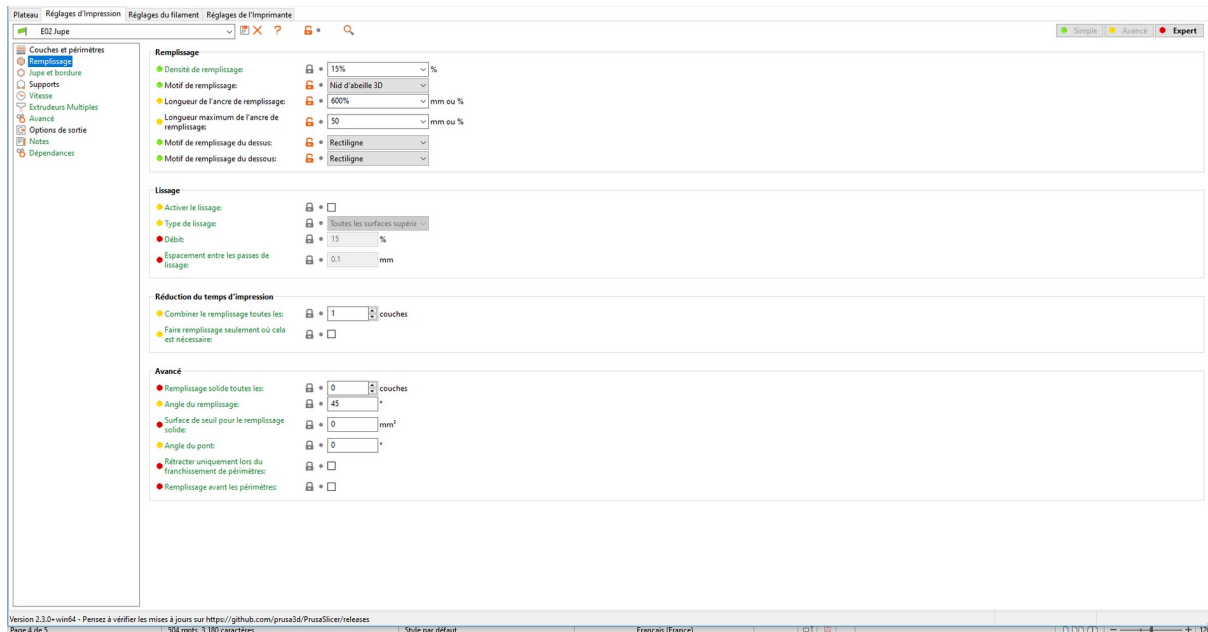 Plateau Réglages d'Impression Réglages du filament Réglages de l'Imprimante
E02 Jupe
Simple Avancé Expert
Couches et périmètres
Remplissage
Jupe et bordure
Supports
Vitesse
Extrudeurs Multiples
Avancé
Options de sortie
Notes
Dépendances
Remplissage
Densité de remplissage: 15% %
Motif de remplissage: Nid d'abeille 3D
Longueur de l'ancre de remplissage: 600% mm ou %
Longueur maximum de l'ancre de
remplissage: 50 mm ou %
Motif de remplissage du dessus: Rectiligne
Motif de remplissage du dessous: Rectiligne
Lissage
Activer le lissage:
Type de lissage: Toutes les surfaces supérie
Débit: 15 %
Espacement entre les passes de
lissage: 0.1 mm
Réduction du temps d'impression
Combiner le remplissage toutes les: 1 couches
Faire remplissage seulement où cela
est nécessaire:
Avancé
Remplissage solide toutes les: 0 couches
Angle du remplissage: 45 °
Surface de seuil pour le remplissage
solide: 0 mm²
Angle du pont: 0 °
Rétracter uniquement lors du
franchissement de périmètres:
Remplissage avant les périmètres:
Version 2.3.0+win64 - Pensez à vérifier les mises à jour sur https://github.com/prusa3d/PrusaSlicer/releases
Page 4 de 5 504 mots, 3 180 caractères Style par défaut Français (France)